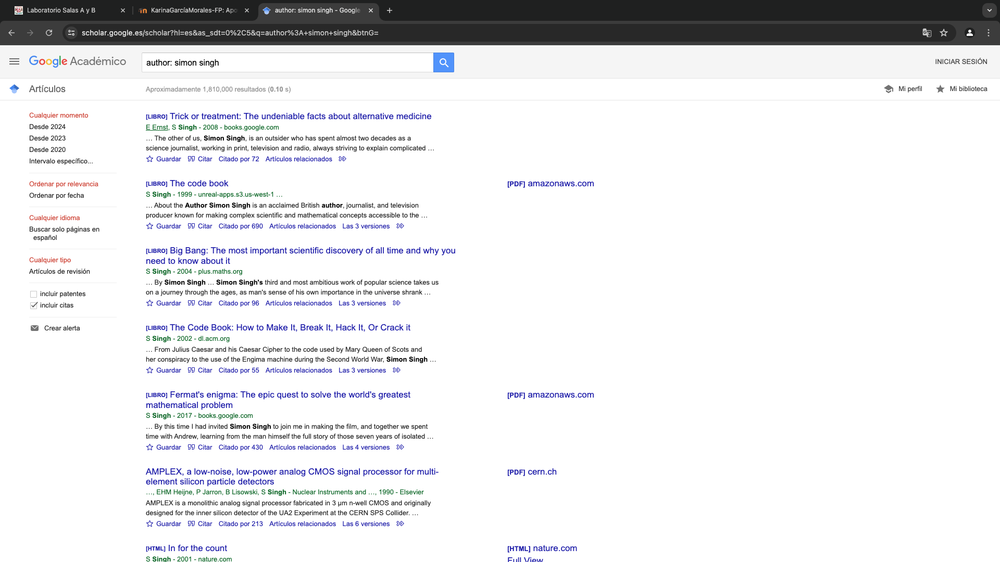 Laboratorio Salas A y B
KarinaGarcíaMorales-FP: Apo
author: simon singh - Google
scholar.google.es/scholar?hl=es&as_sdt=0%2C5&q=author%3A+simon+singh&btnG=
Google Académico
author: simon singh
INICIAR SESIÓN
Artículos
Aproximadamente 1,810,000 resultados (0.10 s)
Mi perfil
Mi biblioteca
Cualquier momento
Desde 2024
Desde 2023
Desde 2020
Intervalo específico...
Ordenar por relevancia
Ordenar por fecha
Cualquier idioma
Buscar solo páginas en
español
Cualquier tipo
Artículos de revisión
incluir patentes
incluir citas
Crear alerta
[LIBRO] Trick or treatment: The undeniable facts about alternative medicine
E Ernst, S Singh - 2008 - books.google.com
… The other of us, Simon Singh, is an outsider who has spent almost two decades as a
science journalist, working in print, television and radio, always striving to explain complicated …
Guardar Citar Citado por 72 Artículos relacionados
[LIBRO] The code book
S Singh - 1999 - unreal-apps.s3.us-west-1 …
… About the Author Simon Singh is an acclaimed British author, journalist, and television
producer known for making complex scientific and mathematical concepts accessible to the …
Guardar Citar Citado por 690 Artículos relacionados Las 3 versiones
[PDF] amazonaws.com
[LIBRO] Big Bang: The most important scientific discovery of all time and why you
need to know about it
S Singh - 2004 - plus.maths.org
… By Simon Singh … Simon Singh's third and most ambitious work of popular science takes us
on a journey through the ages, as man's sense of his own importance in the universe shrank …
Guardar Citar Citado por 96 Artículos relacionados Las 3 versiones
[LIBRO] The Code Book: How to Make It, Break It, Hack It, Or Crack it
S Singh - 2002 - dl.acm.org
… From Julius Caesar and his Caesar Cipher to the code used by Mary Queen of Scots and
her conspiracy to the use of the Engima machine during the Second World War, Simon Singh …
Guardar Citar Citado por 55 Artículos relacionados Las 3 versiones
[LIBRO] Fermat's enigma: The epic quest to solve the world's greatest
mathematical problem
S Singh - 2017 - books.google.com
… By this time I had invited Simon Singh to join me in making the film, and together we spent
time with Andrew, learning from the man himself the full story of those seven years of isolated …
Guardar Citar Citado por 430 Artículos relacionados Las 4 versiones
[PDF] amazonaws.com
AMPLEX, a low-noise, low-power analog CMOS signal processor for multi-
element silicon particle detectors
…, EHM Heijne, P Jarron, B Lisowski, S Singh - Nuclear Instruments and …, 1990 - Elsevier
AMPLEX is a monolithic analog signal processor fabricated in 3 μm n-well CMOS and originally
designed for the inner silicon detector of the UA2 Experiment at the CERN SPS Collider. …
Guardar Citar Citado por 213 Artículos relacionados Las 6 versiones
[PDF] cern.ch
[HTML] In for the count
S Singh - 2001 - nature.com
[HTML] nature.com
Full View